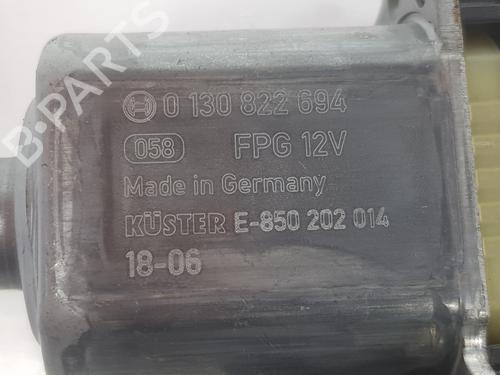 0 130 822 694
058 FPG 12V
Made in Germany
KÜSTER E-850 202 014
18-06
B-PARTS